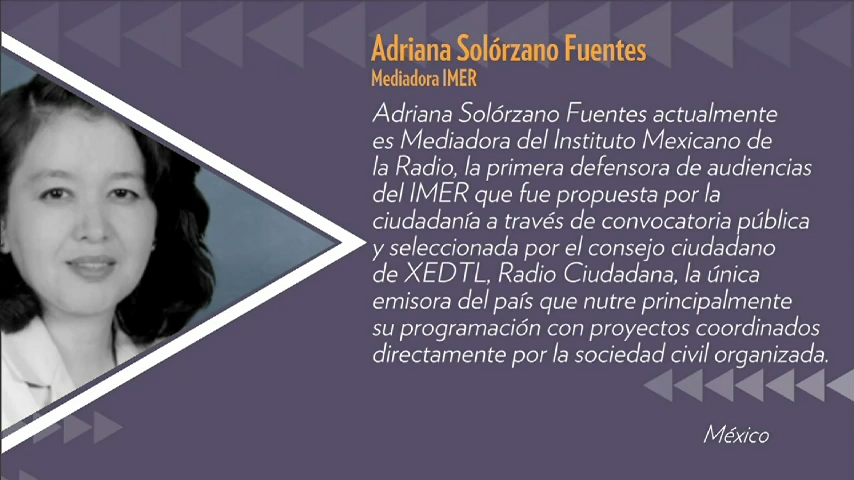 Adriana Solórzano Fuentes
Mediadora IMER
Adriana Solórzano Fuentes actualmente
es Mediadora del Instituto Mexicano de
la Radio, la primera defensora de audiencias
del IMER que fue propuesta por la
ciudadanía a través de convocatoria pública
y seleccionada por el consejo ciudadano
de XEDTL, Radio Ciudadana, la única
emisora del país que nutre principalmente
su programación con proyectos coordinados
directamente por la sociedad civil organizada.
México